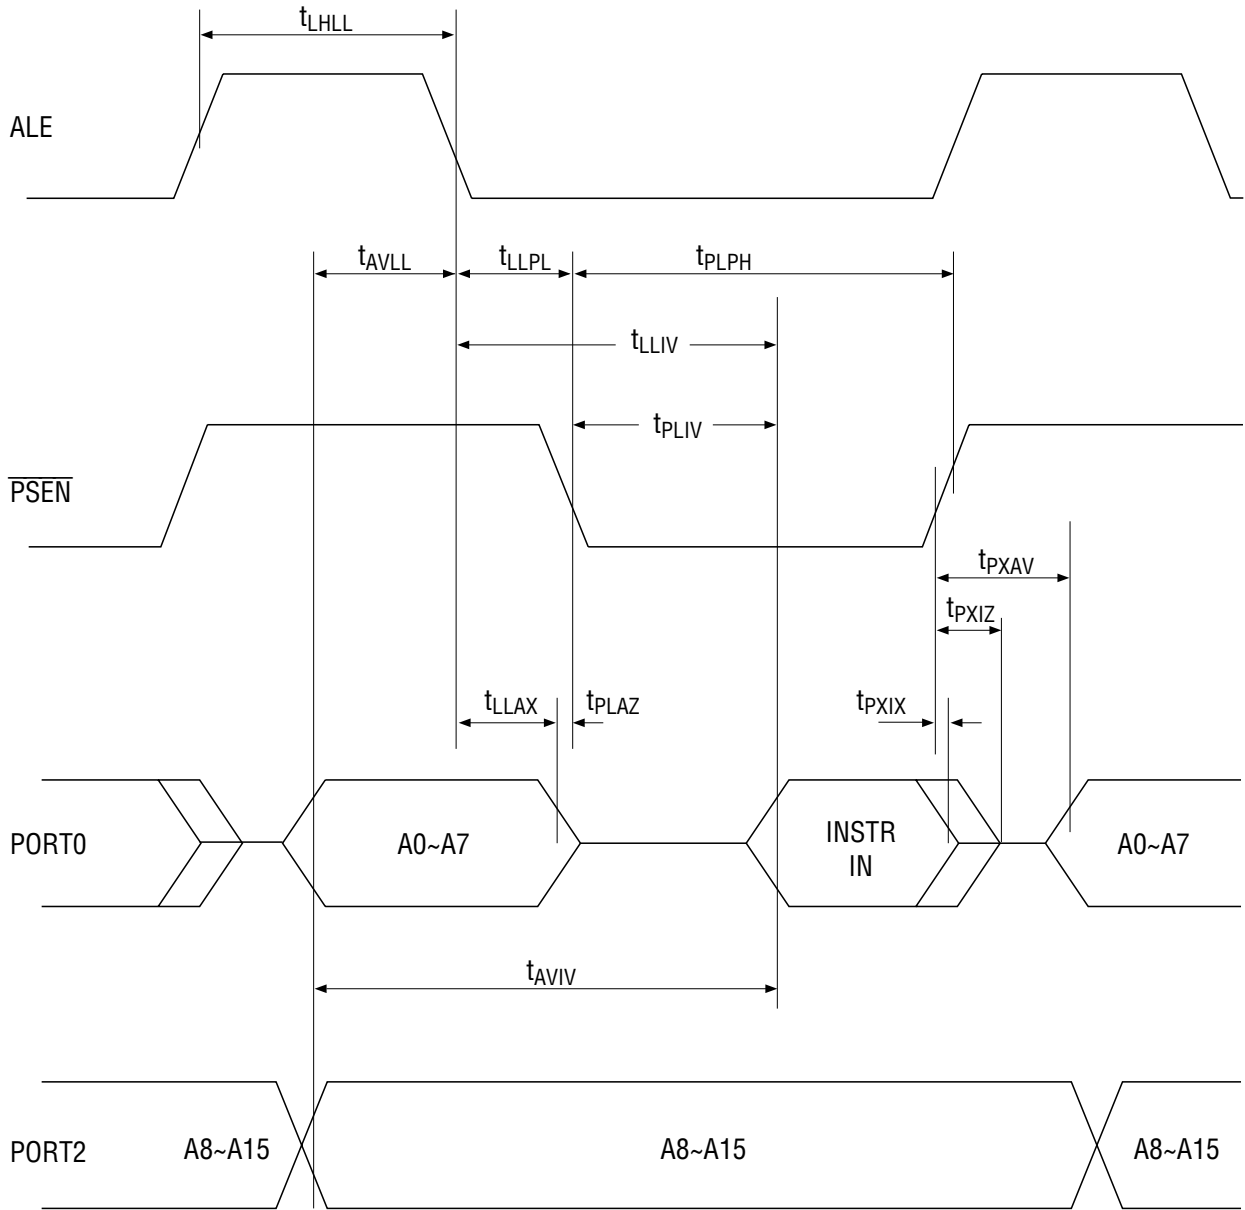 tLHLL
ALE
tAVLL tLLPL tPLPH
tLLIV
tPLIV
PSEN
tPXAV
tPXIZ
tLLAX tPLAZ tPXIX
PORT0 A0~A7 INSTR IN A0~A7
tAVIV
PORT2 A8~A15 A8~A15 A8~A15